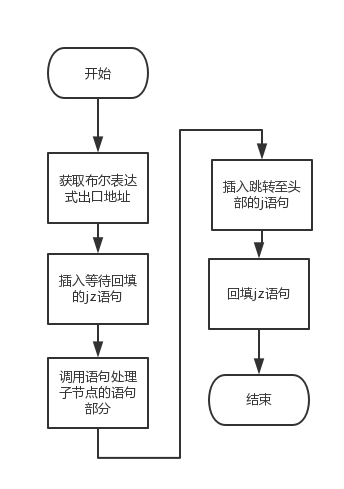 开始
获取布尔表达
式出口地址
插入等待回填
的jz语句
调用语句处理
子节点的语句
部分
插入跳转至头
部的j语句
回填jz语句
结束